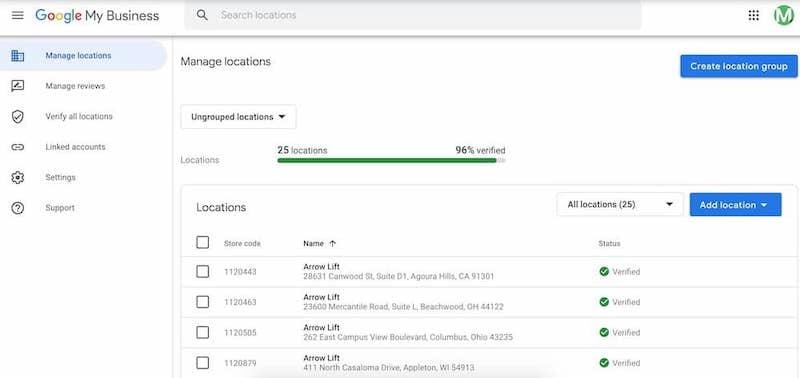 Google My Business
Search locations
M
Manage locations
Manage reviews
Verify all locations
Linked accounts
Settings
Support
Manage locations
Create location group
Ungrouped locations
25 locations 96% verified
Locations
Locations
All locations (25)
Add location
Store code Name Status
1120443 Arrow Lift Verified
28631 Canwood St, Suite D1, Agoura Hills, CA 91301
1120463 Arrow Lift Verified
23600 Mercantile Road, Suite L, Beachwood, OH 44122
1120505 Arrow Lift Verified
262 East Campus View Boulevard, Columbus, Ohio 43235
1120879 Arrow Lift Verified
411 North Casaloma Drive, Appleton, WI 54913